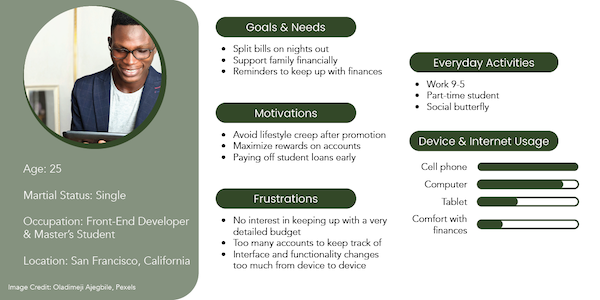 Age: 25
Martial Status: Single
Occupation: Front-End Developer
& Master's Student
Location: San Francisco, California
Image Credit: Oladimeji Ajegbile, Pexels
Goals & Needs
• Split bills on nights out
• Support family financially
• Reminders to keep up with finances
Motivations
• Avoid lifestyle creep after promotion
• Maximize rewards on accounts
• Paying off student loans early
Frustrations
• No interest in keeping up with a very
detailed budget
• Too many accounts to keep track of
• Interface and functionality changes
too much from device to device
Everyday Activities
• Work 9-5
• Part-time student
• Social butterfly
Device & Internet Usage
Cell phone
Computer
Tablet
Comfort with
finances